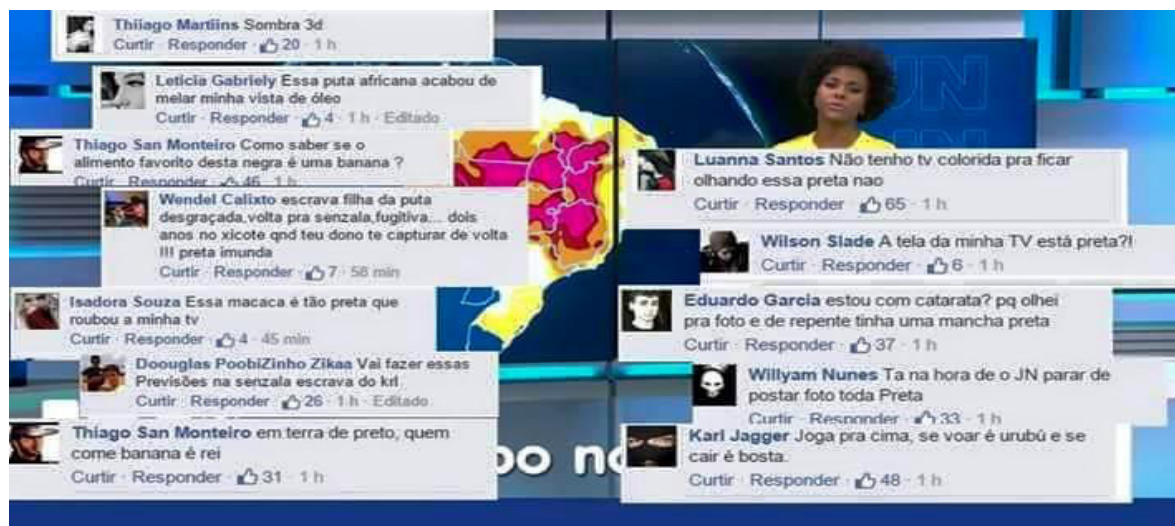 Thiiago Martiins Sombra 3d
Curtir · Responder · 20 · 1 h
Leticia Gabriely Essa puta africana acabou de
melar minha vista de óleo
Curtir · Responder · 4 · 1 h · Editado
Thiago San Monteiro Como saber se o
alimento favorito desta negra é uma banana ?
Curtir · Responder · 46 · 1 h
Wendel Calixto escrava filha da puta
desgraçada,volta pra senzala,fugitiva... dois
anos no xicote qnd teu dono te capturar de volta
!!! preta imunda
Curtir · Responder · 7 · 56 min
Isadora Souza Essa macaca é tão preta que
roubou a minha tv
Curtir · Responder · 4 · 45 min
Doouglas PoobiZinho Zikaa Vai fazer essas
Previsões na senzala escrava do krl
Curtir · Responder · 26 · 1 h · Editado
Thiago San Monteiro em terra de preto, quem
come banana é rei
Curtir · Responder · 31 · 1 h
JN
Luanna Santos Não tenho tv colorida pra ficar
olhando essa preta nao
Curtir · Responder · 65 · 1 h
Wilson Slade A tela da minha TV está preta?!
Curtir · Responder · 6 · 1 h
Eduardo Garcia estou com catarata? pq olhei
pra foto e de repente tinha uma mancha preta
Curtir · Responder · 37 · 1 h
Willyam Nunes Ta na hora de o JN parar de
postar foto toda Preta
Curtir · Responder · 33 · 1 h
Karl Jagger Joga pra cima, se voar é urubú e se
cair é bosta.
Curtir · Responder · 48 · 1 h
po no